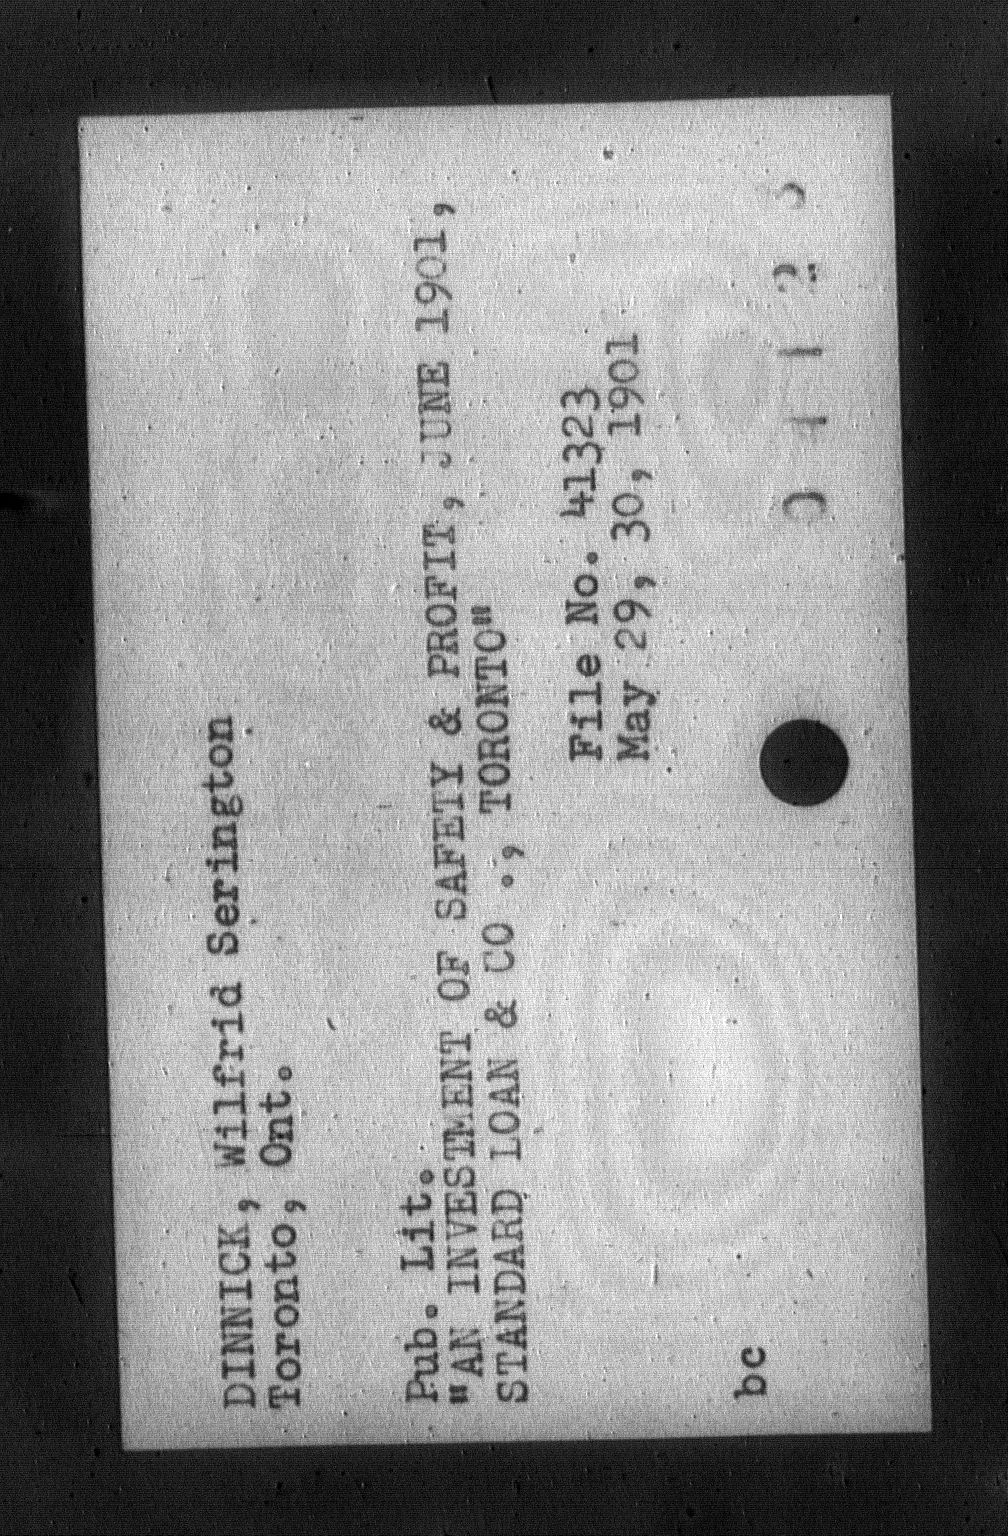 DINNICK, Wilfrid Serington
Toronto, Ont.
Pub. Lit.
"AN INVESTMENT OF SAFETY & PROFIT, JUNE 1901,
STANDARD LOAN & CO ., TORONTO"
File No. 41323
May 29, 30, 1901
bc